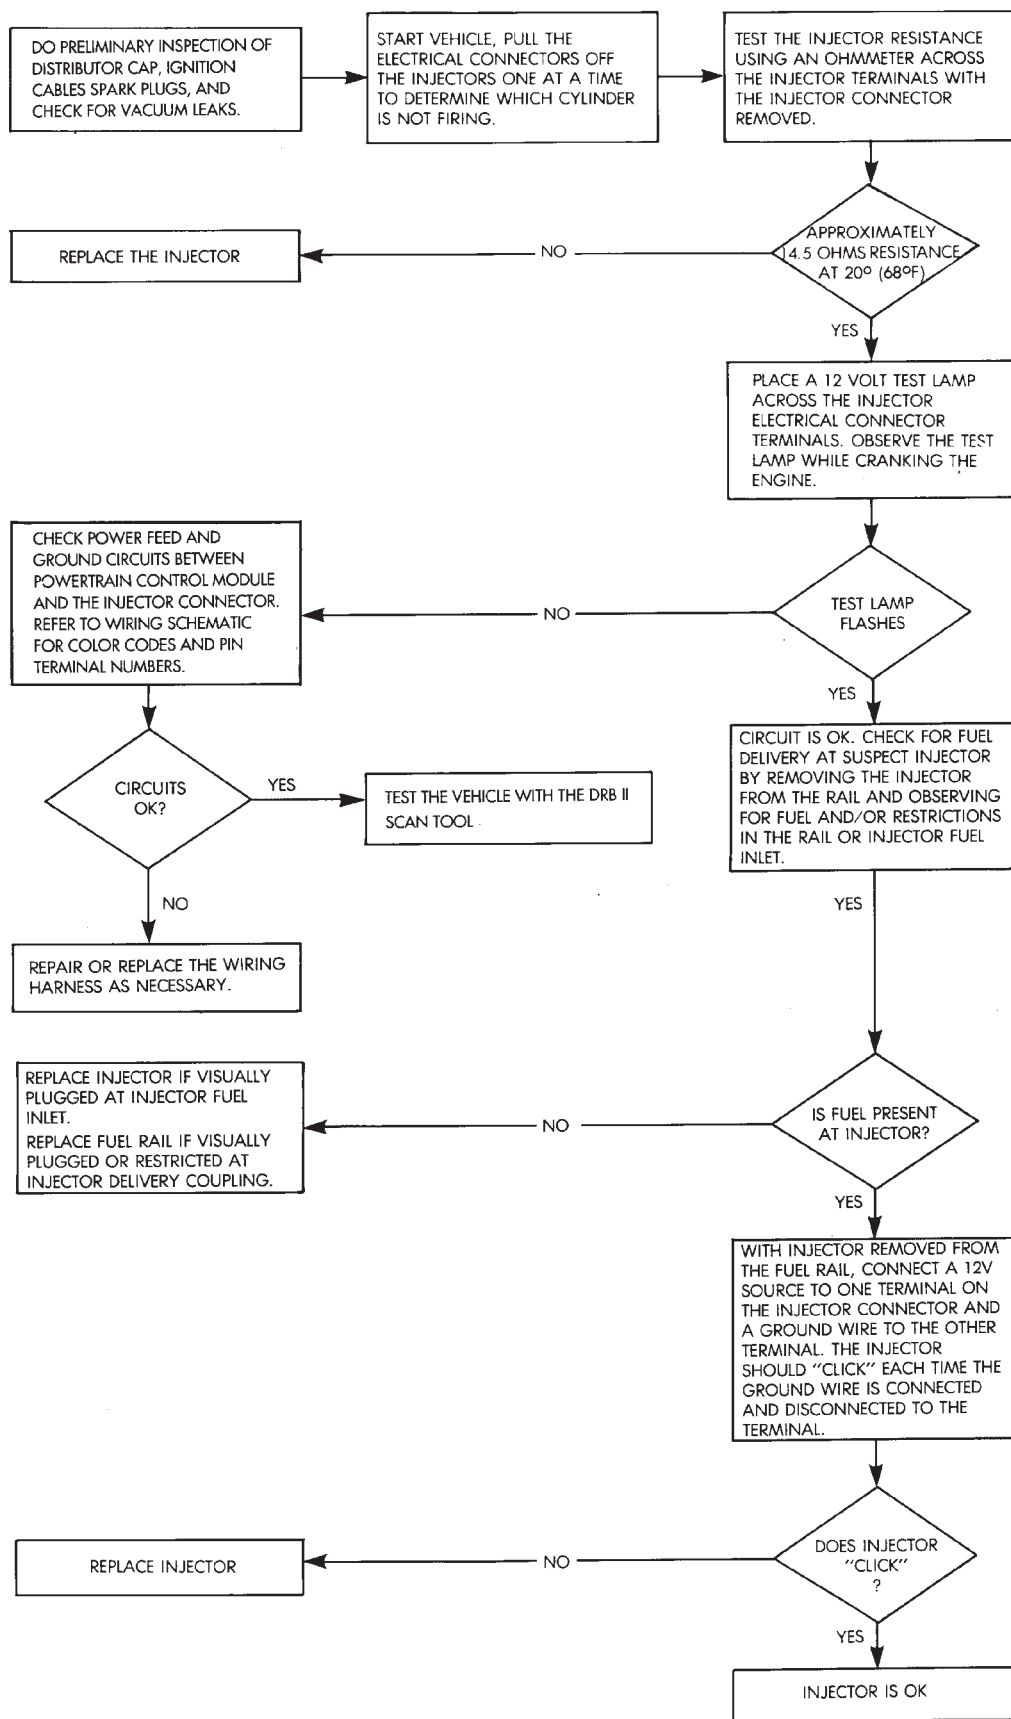 DO PRELIMINARY INSPECTION OF
DISTRIBUTOR CAP, IGNITION
CABLES SPARK PLUGS, AND
CHECK FOR VACUUM LEAKS.
START VEHICLE, PULL THE
ELECTRICAL CONNECTORS OFF
THE INJECTORS ONE AT A TIME
TO DETERMINE WHICH CYLINDER
IS NOT FIRING.
TEST THE INJECTOR RESISTANCE
USING AN OHMMETER ACROSS
THE INJECTOR TERMINALS WITH
THE INJECTOR CONNECTOR
REMOVED.
APPROXIMATELY
14.5 OHMS RESISTANCE
AT 20° (68°F)
NO
REPLACE THE INJECTOR
YES
PLACE A 12 VOLT TEST LAMP
ACROSS THE INJECTOR
ELECTRICAL CONNECTOR
TERMINALS. OBSERVE THE TEST
LAMP WHILE CRANKING THE
ENGINE.
TEST LAMP
FLASHES
NO
CHECK POWER FEED AND
GROUND CIRCUITS BETWEEN
POWERTRAIN CONTROL MODULE
AND THE INJECTOR CONNECTOR.
REFER TO WIRING SCHEMATIC
FOR COLOR CODES AND PIN
TERMINAL NUMBERS.
CIRCUITS
OK?
YES
TEST THE VEHICLE WITH THE DRB II
SCAN TOOL
NO
REPAIR OR REPLACE THE WIRING
HARNESS AS NECESSARY.
YES
CIRCUIT IS OK. CHECK FOR FUEL
DELIVERY AT SUSPECT INJECTOR
BY REMOVING THE INJECTOR
FROM THE RAIL AND OBSERVING
FOR FUEL AND/OR RESTRICTIONS
IN THE RAIL OR INJECTOR FUEL
INLET.
YES
IS FUEL PRESENT
AT INJECTOR?
NO
REPLACE INJECTOR IF VISUALLY
PLUGGED AT INJECTOR FUEL
INLET.
REPLACE FUEL RAIL IF VISUALLY
PLUGGED OR RESTRICTED AT
INJECTOR DELIVERY COUPLING.
YES
WITH INJECTOR REMOVED FROM
THE FUEL RAIL, CONNECT A 12V
SOURCE TO ONE TERMINAL ON
THE INJECTOR CONNECTOR AND
A GROUND WIRE TO THE OTHER
TERMINAL. THE INJECTOR
SHOULD "CLICK" EACH TIME THE
GROUND WIRE IS CONNECTED
AND DISCONNECTED TO THE
TERMINAL.
DOES INJECTOR
"CLICK"
?
NO
REPLACE INJECTOR
YES
INJECTOR IS OK